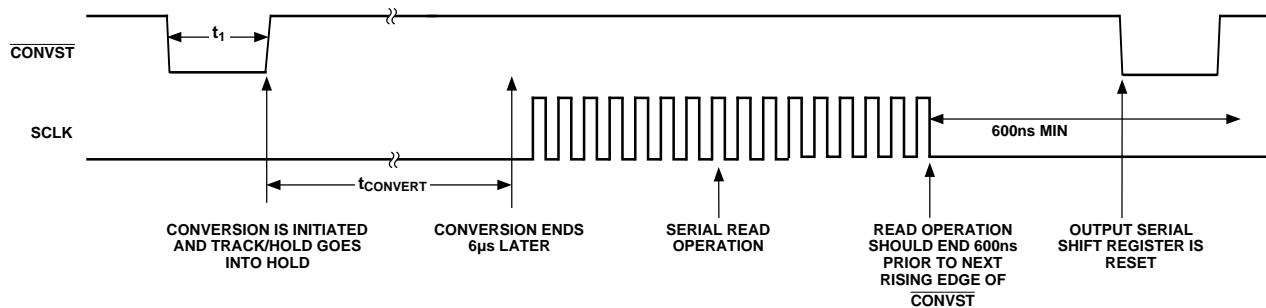 t1
CONVST
SCLK
600ns MIN
tCONVERT
CONVERSION IS INITIATED
AND TRACK/HOLD GOES
INTO HOLD
CONVERSION ENDS
6µs LATER
SERIAL READ
OPERATION
READ OPERATION
SHOULD END 600ns
PRIOR TO NEXT
RISING EDGE OF
CONVST
OUTPUT SERIAL
SHIFT REGISTER IS
RESET